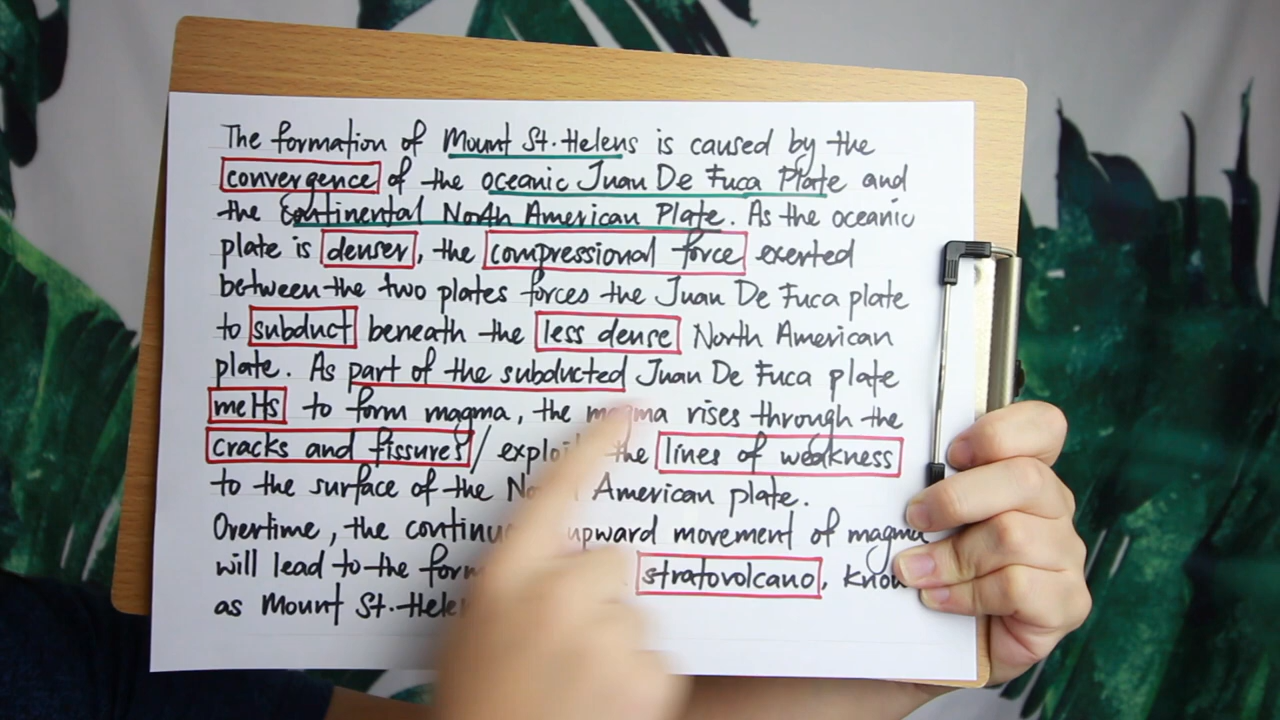 The formation of Mount St. Helens is caused by the
convergence of the oceanic Juan De Fuca Plate and
the continental North American Plate. As the oceanic
plate is denser, the compressional force exerted
between the two plates forces the Juan De Fuca plate
to subduct beneath the less dense North American
plate. As part of the subducted Juan De Fuca plate
melts to form magma, the magma rises through the
cracks and fissures / exploit the lines of weakness
to the surface of the North American plate.
Overtime, the continuous upward movement of magma
will lead to the stratovolcano,
as Mount St. Helens